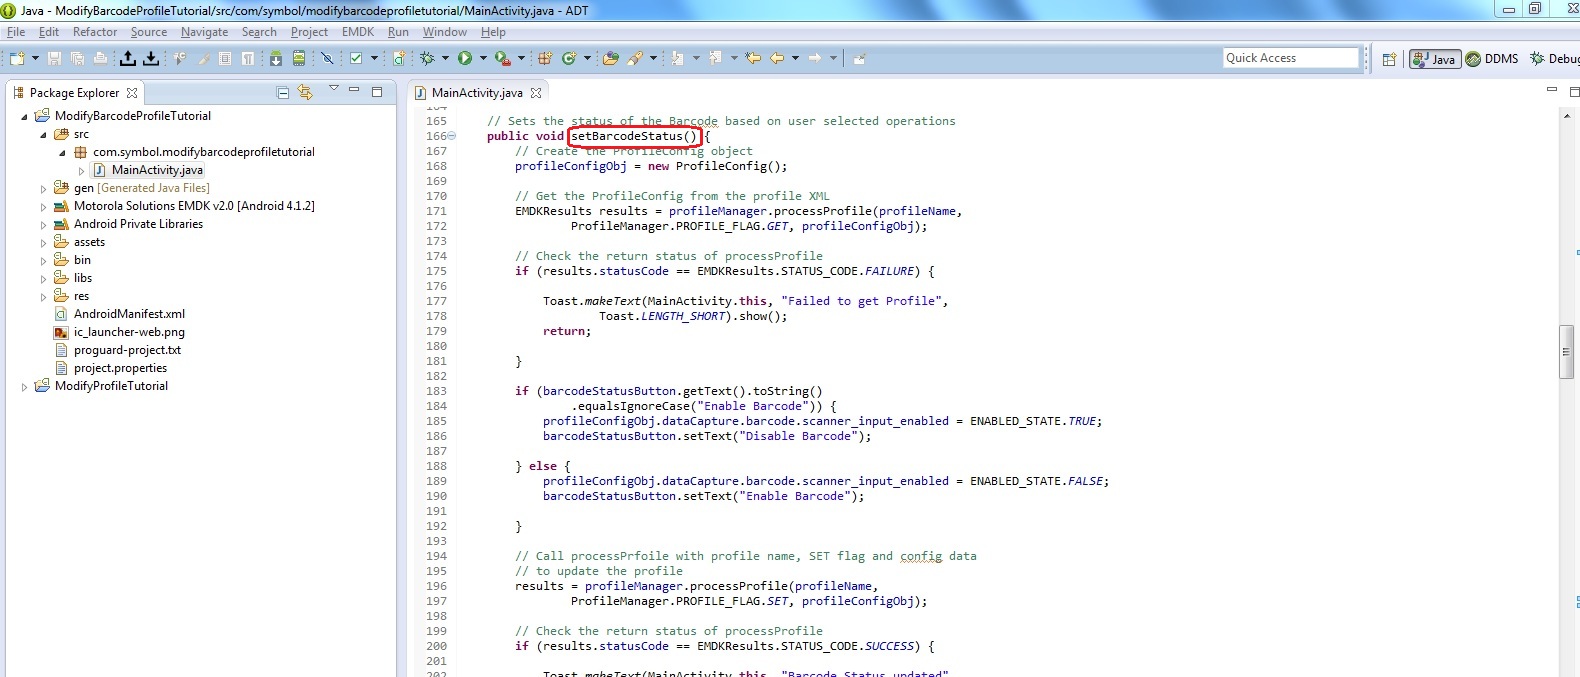 Java - ModifyBarcodeProfileTutorial/src/com/symbol/modifybarcodeprofiletutorial/MainActivity.java - ADT
File Edit Refactor Source Navigate Search Project EMDK Run Window Help
Quick Access
Java
DDMS
Debug
Package Explorer
ModifyBarcodeProfileTutorial
src
com.symbol.modifybarcodeprofiletutorial
MainActivity.java
gen [Generated Java Files]
Motorola Solutions EMDK v2.0 [Android 4.1.2]
Android Private Libraries
assets
bin
libs
res
AndroidManifest.xml
ic_launcher-web.png
proguard-project.txt
project.properties
ModifyProfileTutorial
MainActivity.java
164
165 // Sets the status of the Barcode based on user selected operations
166 public void setBarcodeStatus() {
167 // Create the ProfileConfig object
168 profileConfigObj = new ProfileConfig();
169
170 // Get the ProfileConfig from the profile XML
171 EMDKResults results = profileManager.processProfile(profileName,
172 ProfileManager.PROFILE_FLAG.GET, profileConfigObj);
173
174 // Check the return status of processProfile
175 if (results.statusCode == EMDKResults.STATUS_CODE.FAILURE) {
176
177 Toast.makeText(MainActivity.this, "Failed to get Profile",
178 Toast.LENGTH_SHORT).show();
179 return;
180
181 }
182
183 if (barcodeStatusButton.getText().toString()
184 .equalsIgnoreCase("Enable Barcode")) {
185 profileConfigObj.dataCapture.barcode.scanner_input_enabled = ENABLED_STATE.TRUE;
186 barcodeStatusButton.setText("Disable Barcode");
187
188 } else {
189 profileConfigObj.dataCapture.barcode.scanner_input_enabled = ENABLED_STATE.FALSE;
190 barcodeStatusButton.setText("Enable Barcode");
191
192 }
193
194 // Call processPrfoile with profile name, SET flag and config data
195 // to update the profile
196 results = profileManager.processProfile(profileName,
197 ProfileManager.PROFILE_FLAG.SET, profileConfigObj);
198
199 // Check the return status of processProfile
200 if (results.statusCode == EMDKResults.STATUS_CODE.SUCCESS) {
201
202 Toast.makeText(MainActivity.this, "Barcode Status updated"